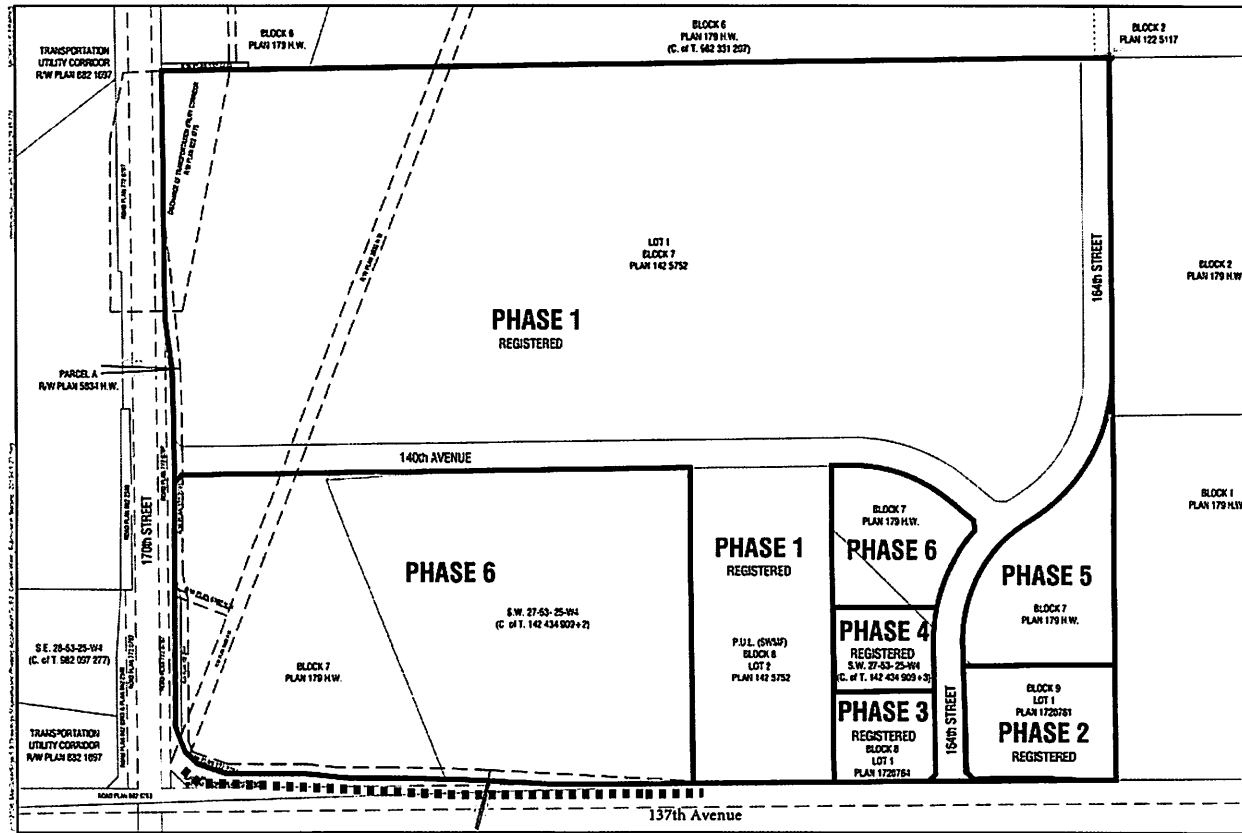 BLOCK 6
PLAN 179 H.W.
BLOCK 6
PLAN 179 H.W.
(C. of T. 982 331 207)
BLOCK 2
PLAN 122 5117
TRANSPORTATION
UTILITY CORRIDOR
R/W PLAN 882 1697
LOT 1
BLOCK 7
PLAN 142 5752
164th STREET
BLOCK 2
PLAN 179 H.W.
PHASE 1
REGISTERED
PARCEL A
R/W PLAN 5834 H.W.
140th AVENUE
170th STREET
BLOCK 1
PLAN 179 H.W.
BLOCK 7
PLAN 179 H.W.
PHASE 6
PHASE 1
REGISTERED
PHASE 6
PHASE 5
BLOCK 7
PLAN 179 H.W.
S.W. 27-53-25-W4
(C. of T. 142 434 909+2)
PHASE 4
REGISTERED
S.W. 27-53-25-W4
(C. of T. 142 434 909+3)
P.U.L. (SWMF)
BLOCK 8
LOT 2
PLAN 142 5752
S.E. 28-53-25-W4
(C. of T. 982 097 277)
BLOCK 7
PLAN 179 H.W.
164th STREET
BLOCK 9
LOT 1
PLAN 1720781
PHASE 2
REGISTERED
PHASE 3
REGISTERED
BLOCK 8
LOT 1
PLAN 1720764
TRANSPORTATION
UTILITY CORRIDOR
R/W PLAN 832 1697
137th Avenue